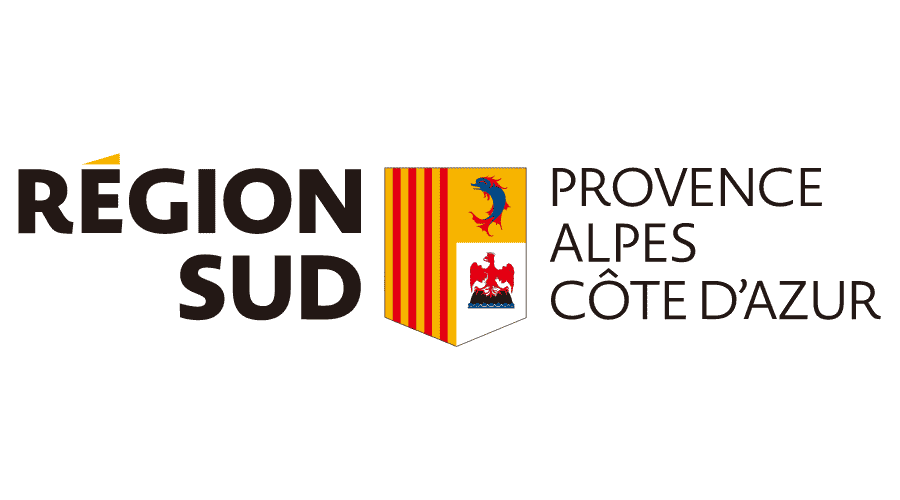 RÉGION
SUD
PROVENCE
ALPES
CÔTE D'AZUR